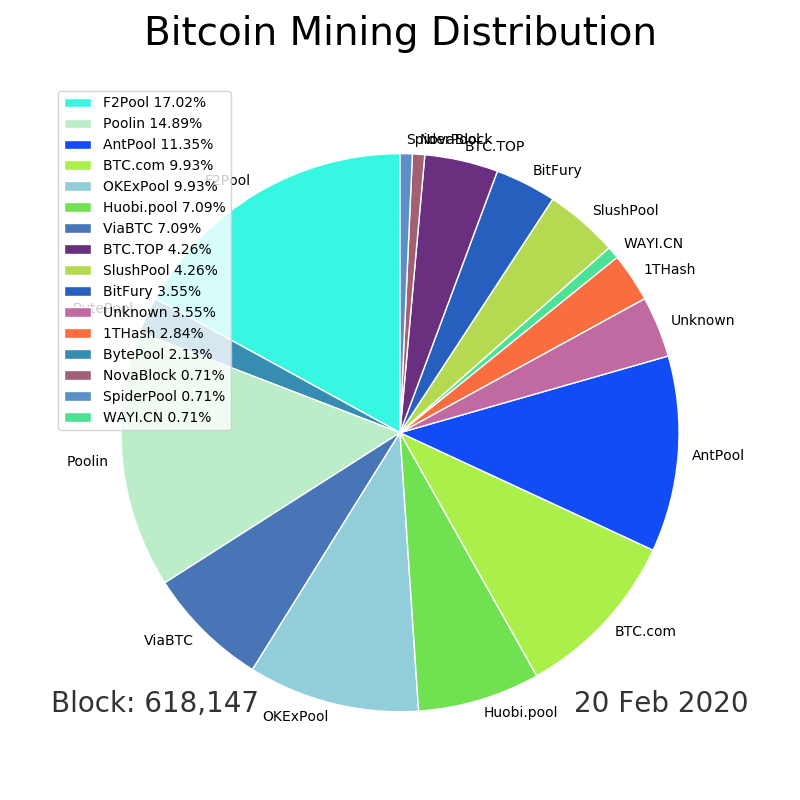 Bitcoin Mining Distribution
F2Pool 17.02%
Poolin 14.89%
AntPool 11.35%
BTC.com 9.93%
OKExPool 9.93%
Huobi.pool 7.09%
ViaBTC 7.09%
BTC.TOP 4.26%
SlushPool 4.26%
BitFury 3.55%
Unknown 3.55%
1THash 2.84%
BytePool 2.13%
NovaBlock 0.71%
SpiderPool 0.71%
WAYI.CN 0.71%
SpiderPool
NovaBlock
BTC.TOP
BitFury
SlushPool
WAYI.CN
1THash
Unknown
AntPool
BTC.com
Huobi.pool
OKExPool
ViaBTC
Poolin
BytePool
F2Pool
Block: 618,147
20 Feb 2020